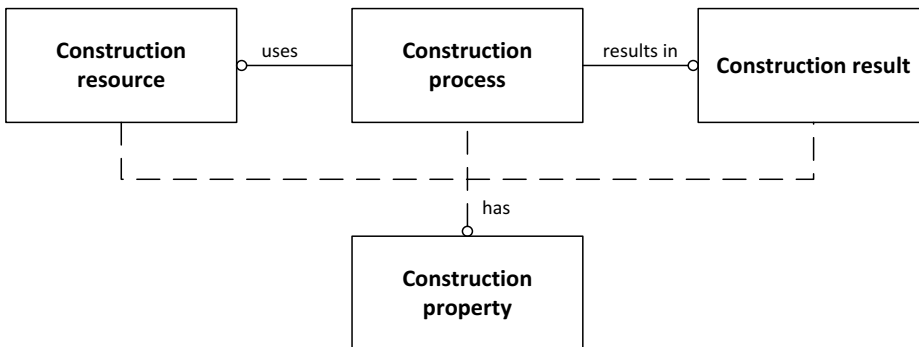 Construction
resource
uses
Construction
process
results in
Construction result
has
Construction
property